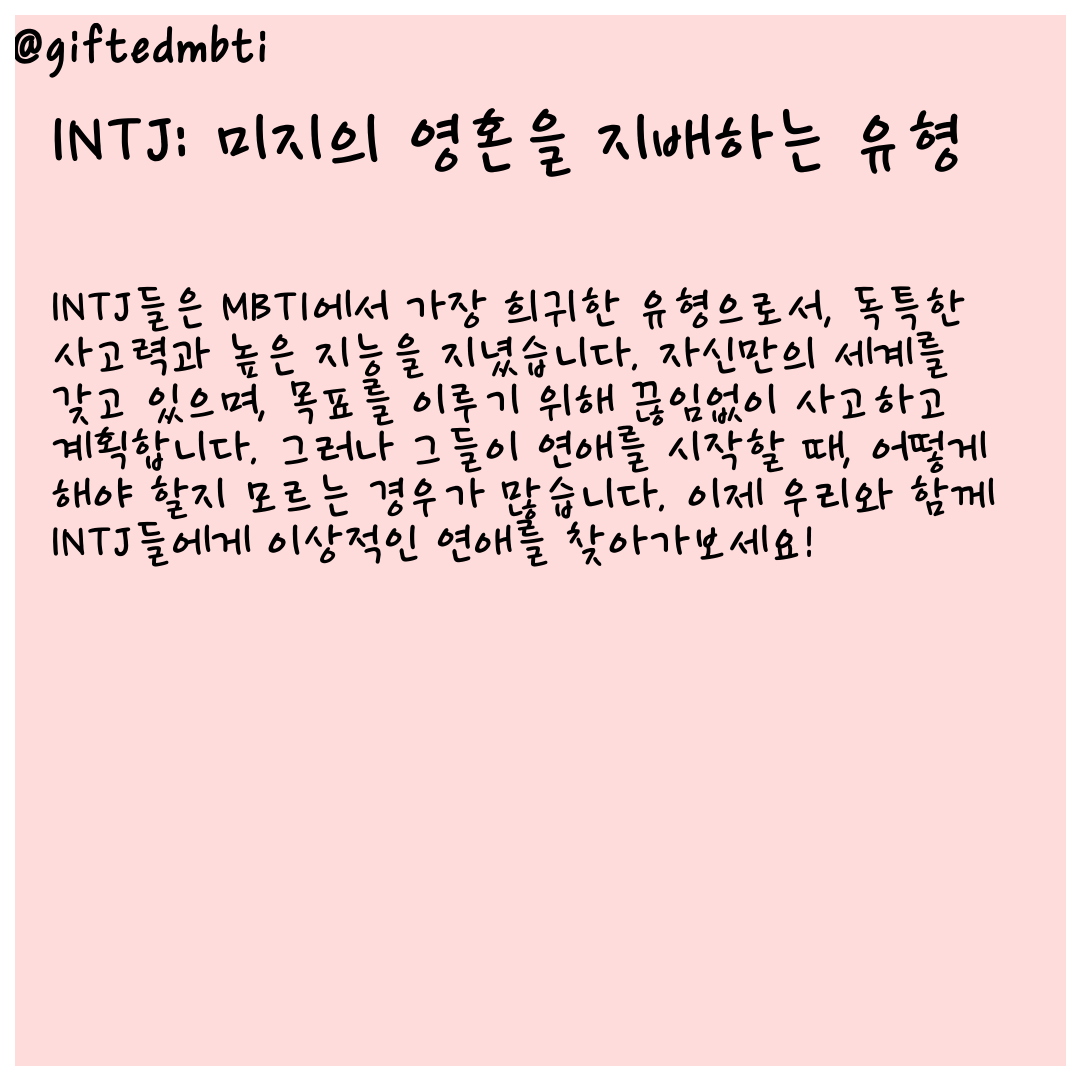 @giftedmbti
INTJ: 미지의 영혼을 지배하는 유형
INTJ들은 MBTI에서 가장 희귀한 유형으로서, 독특한
사고력과 높은 지능을 지녔습니다. 자신만의 세계를
갖고 있으며, 목표를 이루기 위해 끊임없이 사고하고
계획합니다. 그러나 그들이 연애를 시작할 때, 어떻게
해야 할지 모르는 경우가 많습니다. 이제 우리와 함께
INTJ들에게 이상적인 연애를 찾아가보세요!